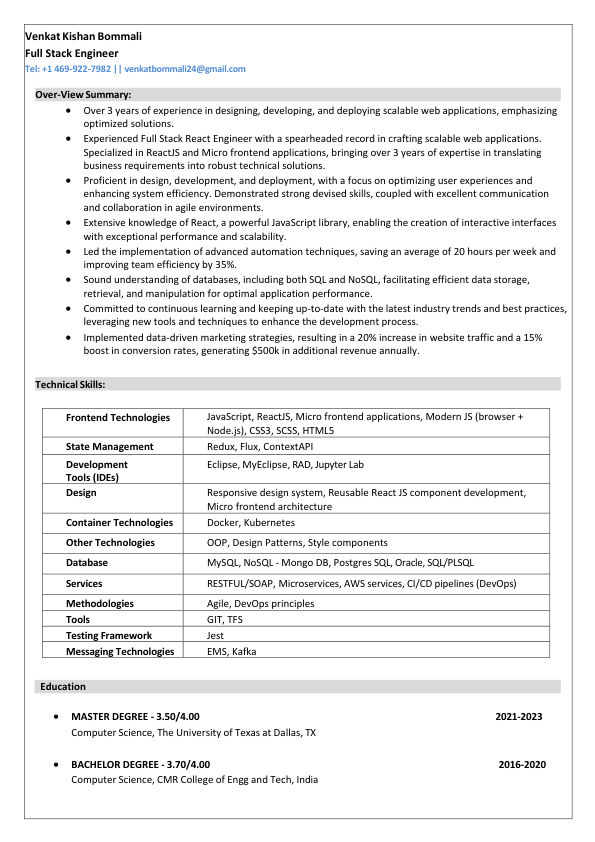 Venkat Kishan Bommali
Full Stack Engineer
Tel: +1 469-922-7982 || venkatbommali24@gmail.com
Over-View Summary:
• Over 3 years of experience in designing, developing, and deploying scalable web applications, emphasizing
optimized solutions.
• Experienced Full Stack React Engineer with a spearheaded record in crafting scalable web applications.
Specialized in ReactJS and Micro frontend applications, bringing over 3 years of expertise in translating
business requirements into robust technical solutions.
• Proficient in design, development, and deployment, with a focus on optimizing user experiences and
enhancing system efficiency. Demonstrated strong devised skills, coupled with excellent communication
and collaboration in agile environments.
• Extensive knowledge of React, a powerful JavaScript library, enabling the creation of interactive interfaces
with exceptional performance and scalability.
• Led the implementation of advanced automation techniques, saving an average of 20 hours per week and
improving team efficiency by 35%.
• Sound understanding of databases, including both SQL and NoSQL, facilitating efficient data storage,
retrieval, and manipulation for optimal application performance.
• Committed to continuous learning and keeping up-to-date with the latest industry trends and best practices,
leveraging new tools and techniques to enhance the development process.
• Implemented data-driven marketing strategies, resulting in a 20% increase in website traffic and a 15%
boost in conversion rates, generating $500k in additional revenue annually.
Technical Skills:
Frontend Technologies JavaScript, ReactJS, Micro frontend applications, Modern JS (browser +
Node.js), CSS3, SCSS, HTML5
State Management Redux, Flux, ContextAPI
Development Eclipse, MyEclipse, RAD, Jupyter Lab
Tools (IDEs)
Design Responsive design system, Reusable React JS component development,
Micro frontend architecture
Container Technologies Docker, Kubernetes
Other Technologies OOP, Design Patterns, Style components
Database MySQL, NoSQL - Mongo DB, Postgres SQL, Oracle, SQL/PLSQL
Services RESTFUL/SOAP, Microservices, AWS services, CI/CD pipelines (DevOps)
Methodologies Agile, DevOps principles
Tools GIT, TFS
Testing Framework Jest
Messaging Technologies EMS, Kafka
Education
• MASTER DEGREE - 3.50/4.00 2021-2023
Computer Science, The University of Texas at Dallas, TX
• BACHELOR DEGREE - 3.70/4.00 2016-2020
Computer Science, CMR College of Engg and Tech, India